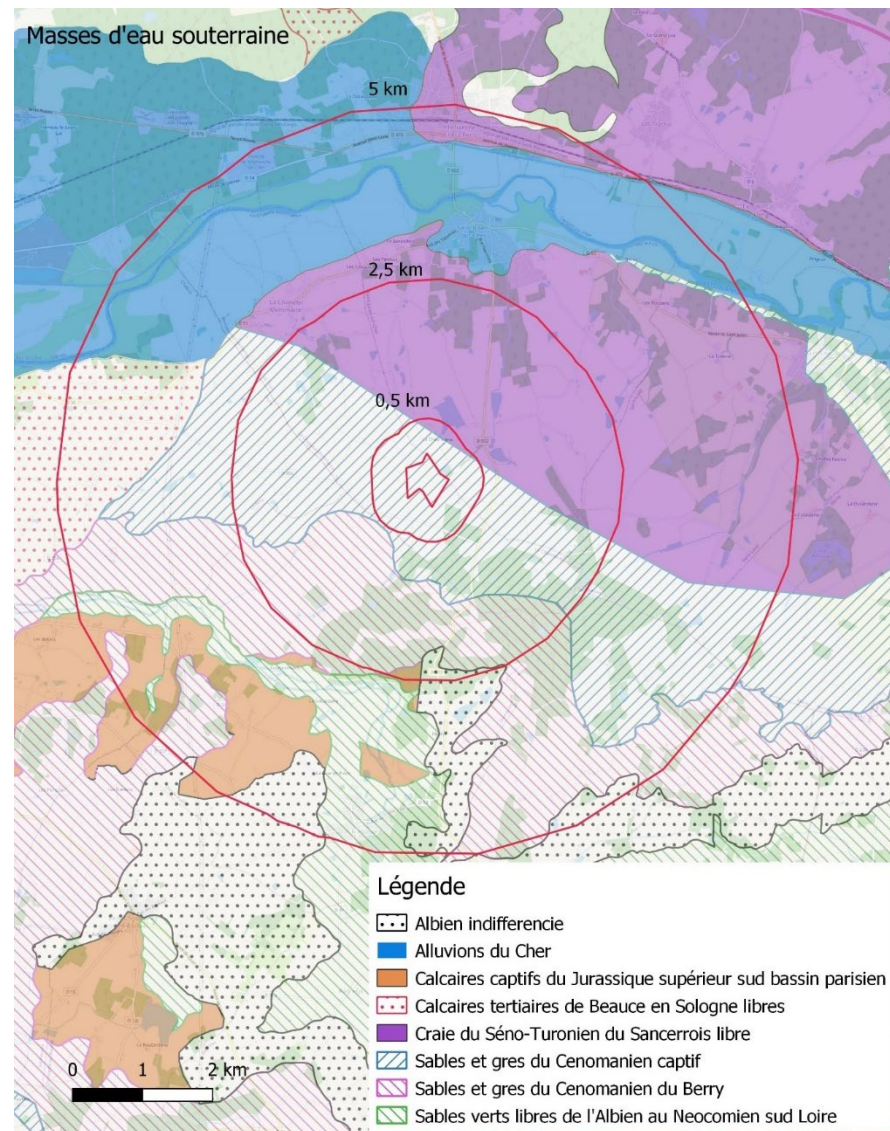 Masses d'eau souterraine
5 km
2,5 km
0,5 km
Légende
Albien indifferencie
Alluvions du Cher
Calcaires captifs du Jurassique supérieur sud bassin parisien
Calcaires tertiaires de Beauce en Sologne libres
Craie du Séno-Turonien du Sancerrois libre
Sables et gres du Cenomanien captif
Sables et gres du Cenomanien du Berry
Sables verts libres de l'Albien au Neocomien sud Loire
0 1 2 km